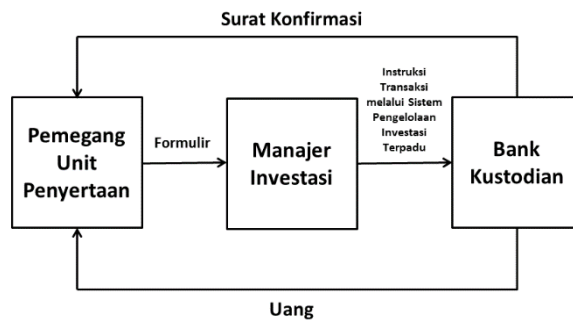 Surat Konfirmasi
Pemegang
Unit
Penyertaan
Formulir
Manajer
Investasi
Instruksi
Transaksi
melalui Sistem
Pengelolaan
Investasi
Terpadu
Bank
Kustodian
Uang